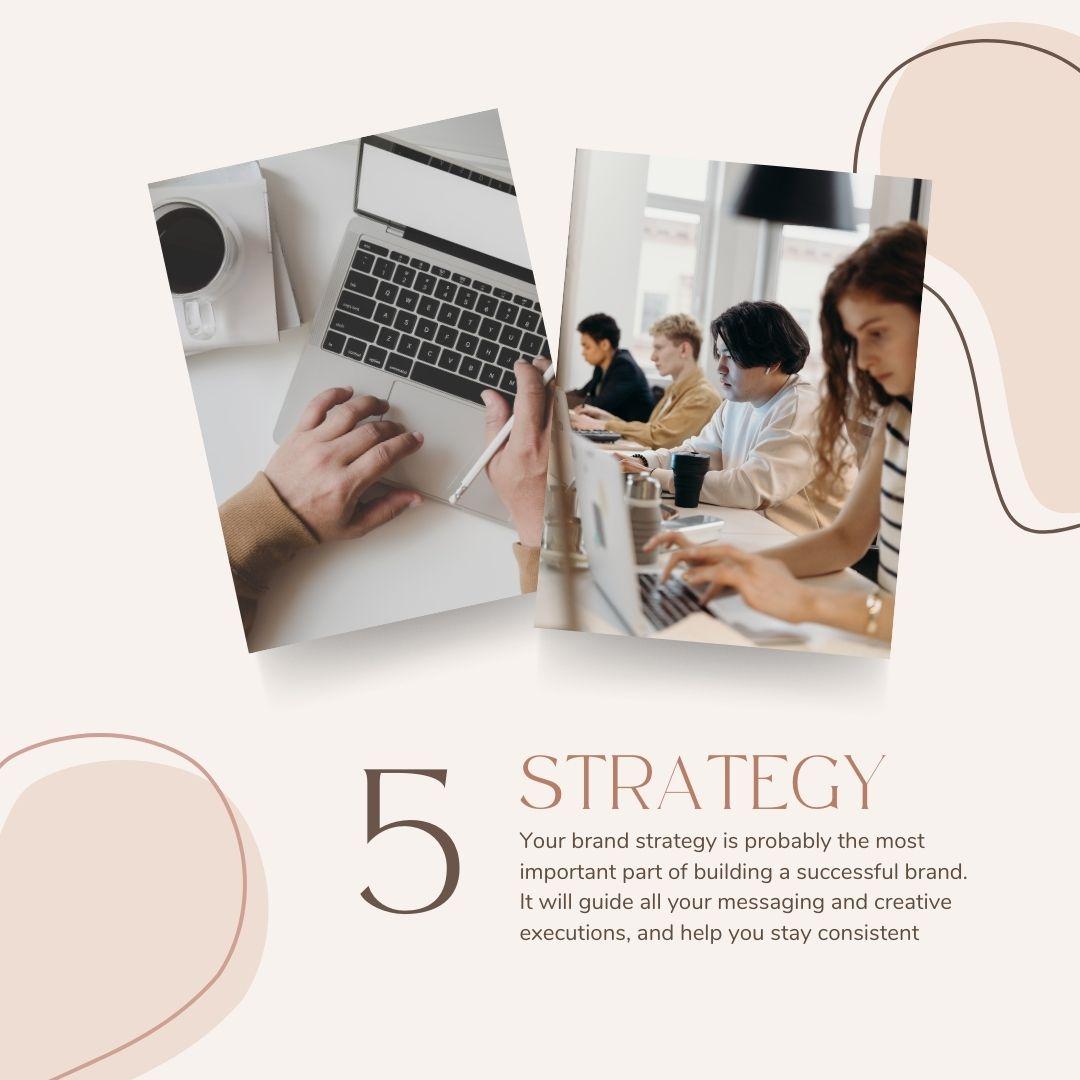 5
STRATEGY
Your brand strategy is probably the most
important part of building a successful brand.
It will guide all your messaging and creative
executions, and help you stay consistent